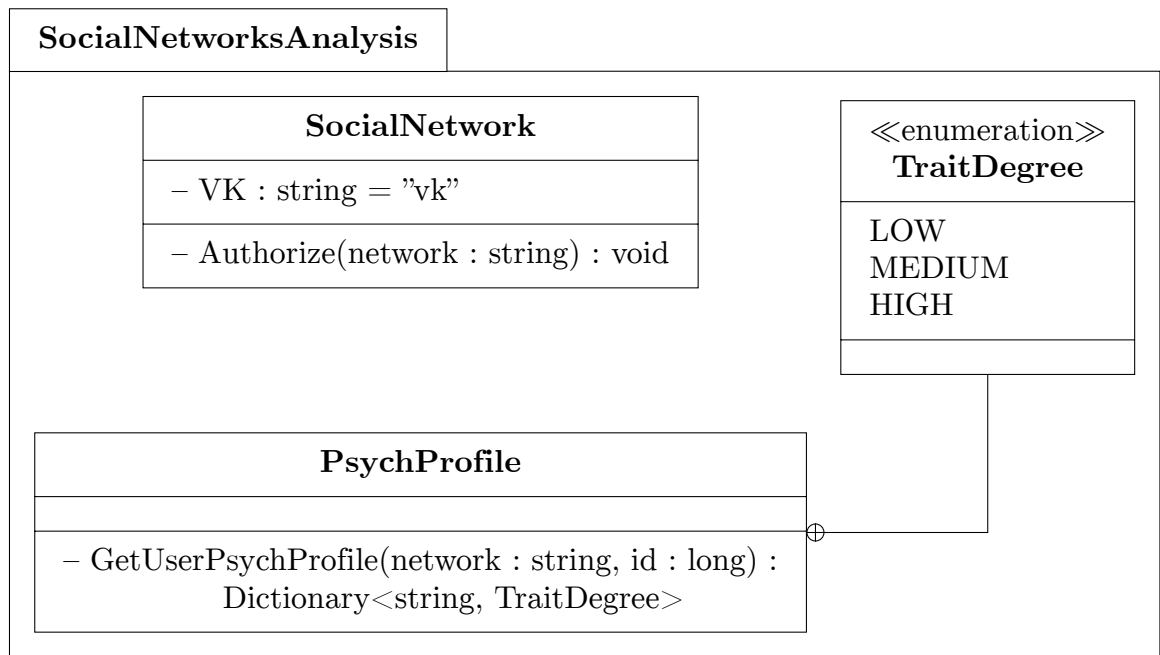 SocialNetworksAnalysis
SocialNetwork
– VK : string = ”vk”
– Authorize(network : string) : void
≪enumeration≫
TraitDegree
LOW
MEDIUM
HIGH
PsychProfile
– GetUserPsychProfile(network : string, id : long) :
Dictionary<string, TraitDegree>